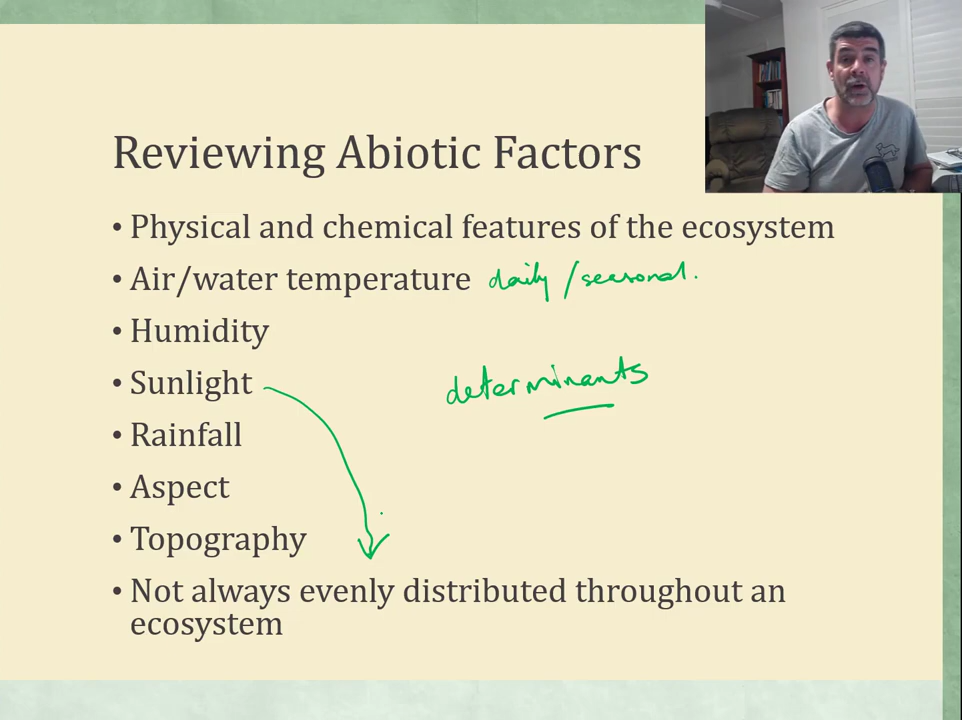 Reviewing Abiotic Factors
• Physical and chemical features of the ecosystem
• Air/water temperature daily/seasonal.
• Humidity
• Sunlight determinants
• Rainfall
• Aspect
• Topography
• Not always evenly distributed throughout an
ecosystem